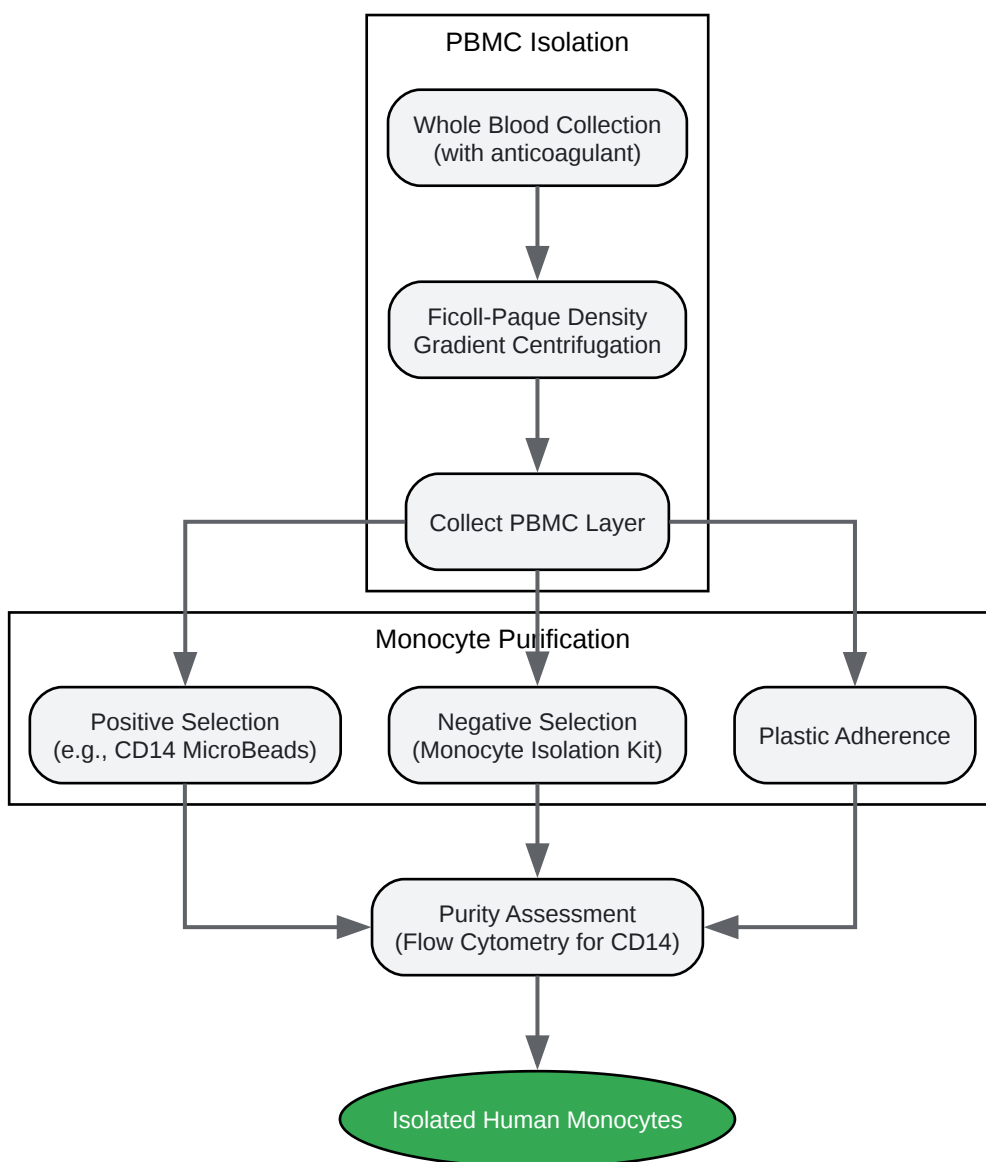 PBMC Isolation
Whole Blood Collection
(with anticoagulant)
Ficoll-Paque Density
Gradient Centrifugation
Collect PBMC Layer
Monocyte Purification
Positive Selection
(e.g., CD14 MicroBeads)
Negative Selection
(Monocyte Isolation Kit)
Plastic Adherence
Purity Assessment
(Flow Cytometry for CD14)
Isolated Human Monocytes